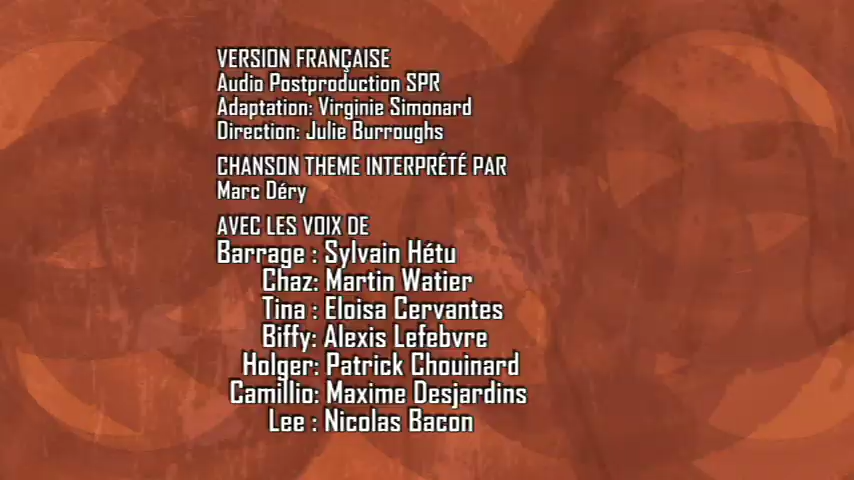 VERSION FRANÇAISE
Audio Postproduction SPR
Adaptation: Virginie Simonard
Direction: Julie Burroughs
CHANSON THEME INTERPRÉTÉ PAR
Marc Déry
AVEC LES VOIX DE
Barrage : Sylvain Hétu
Chaz: Martin Watier
Tina : Eloisa Cervantes
Biffy: Alexis Lefebvre
Holger: Patrick Chouinard
Camillio: Maxime Desjardins
Lee : Nicolas Bacon